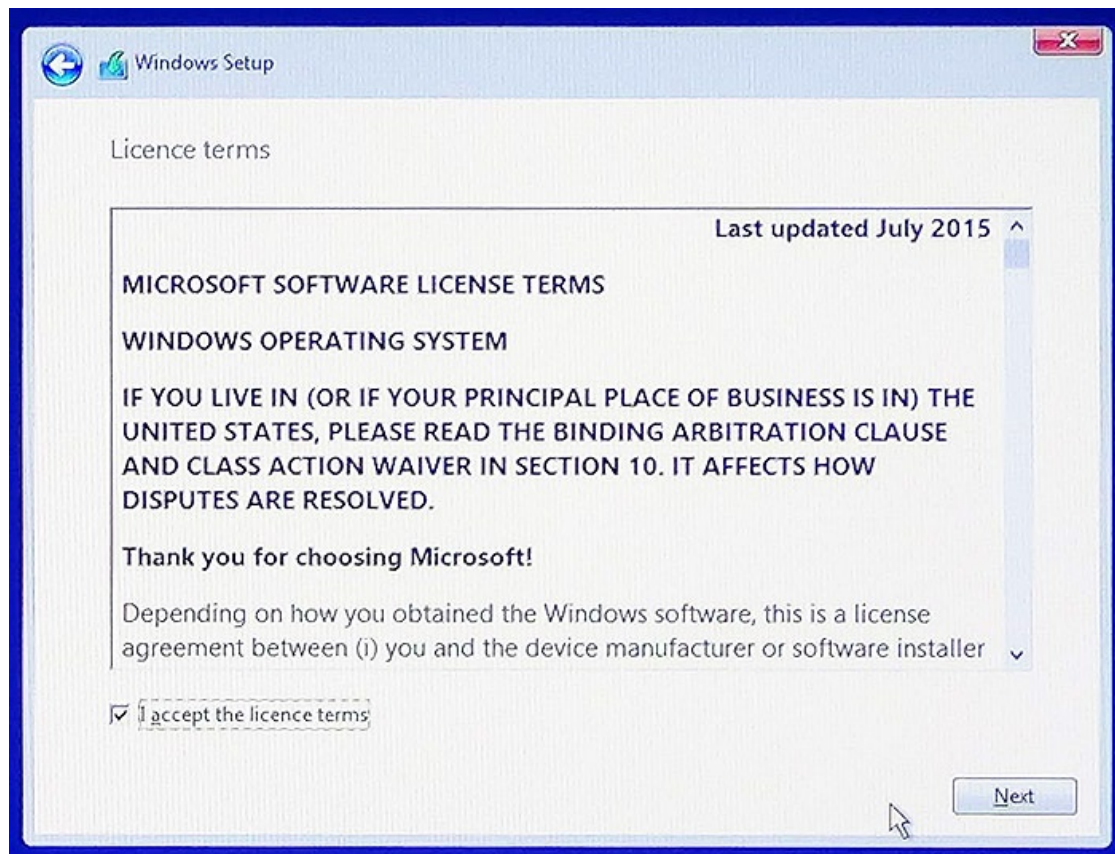 Windows Setup
Licence terms
Last updated July 2015
MICROSOFT SOFTWARE LICENSE TERMS
WINDOWS OPERATING SYSTEM
IF YOU LIVE IN (OR IF YOUR PRINCIPAL PLACE OF BUSINESS IS IN) THE
UNITED STATES, PLEASE READ THE BINDING ARBITRATION CLAUSE
AND CLASS ACTION WAIVER IN SECTION 10. IT AFFECTS HOW
DISPUTES ARE RESOLVED.
Thank you for choosing Microsoft!
Depending on how you obtained the Windows software, this is a license
agreement between (i) you and the device manufacturer or software installer
I accept the licence terms
Next